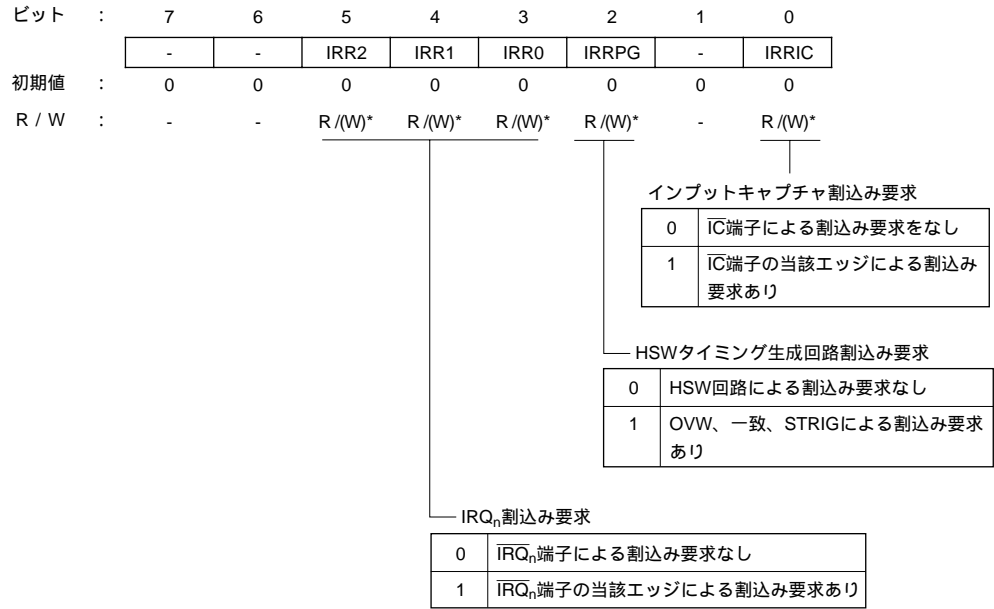 ビット : 7 6 5 4 3 2 1 0
- - IRR2 IRR1 IRR0 IRRPG - IRRIC
初期値 : 0 0 0 0 0 0 0 0
R / W : - - R /(W)* R /(W)* R /(W)* R /(W)* - R /(W)*
インプットキャプチャ割込み要求
0 IC端子による割込み要求をなし
1 IC端子の当該エッジによる割込み
要求あり
HSWタイミング生成回路割込み要求
0 HSW回路による割込み要求なし
1 OVW、一致、STRIGによる割込み要求
あり
IRQn割込み要求
0 IRQn端子による割込み要求なし
1 IRQn端子の当該エッジによる割込み要求あり